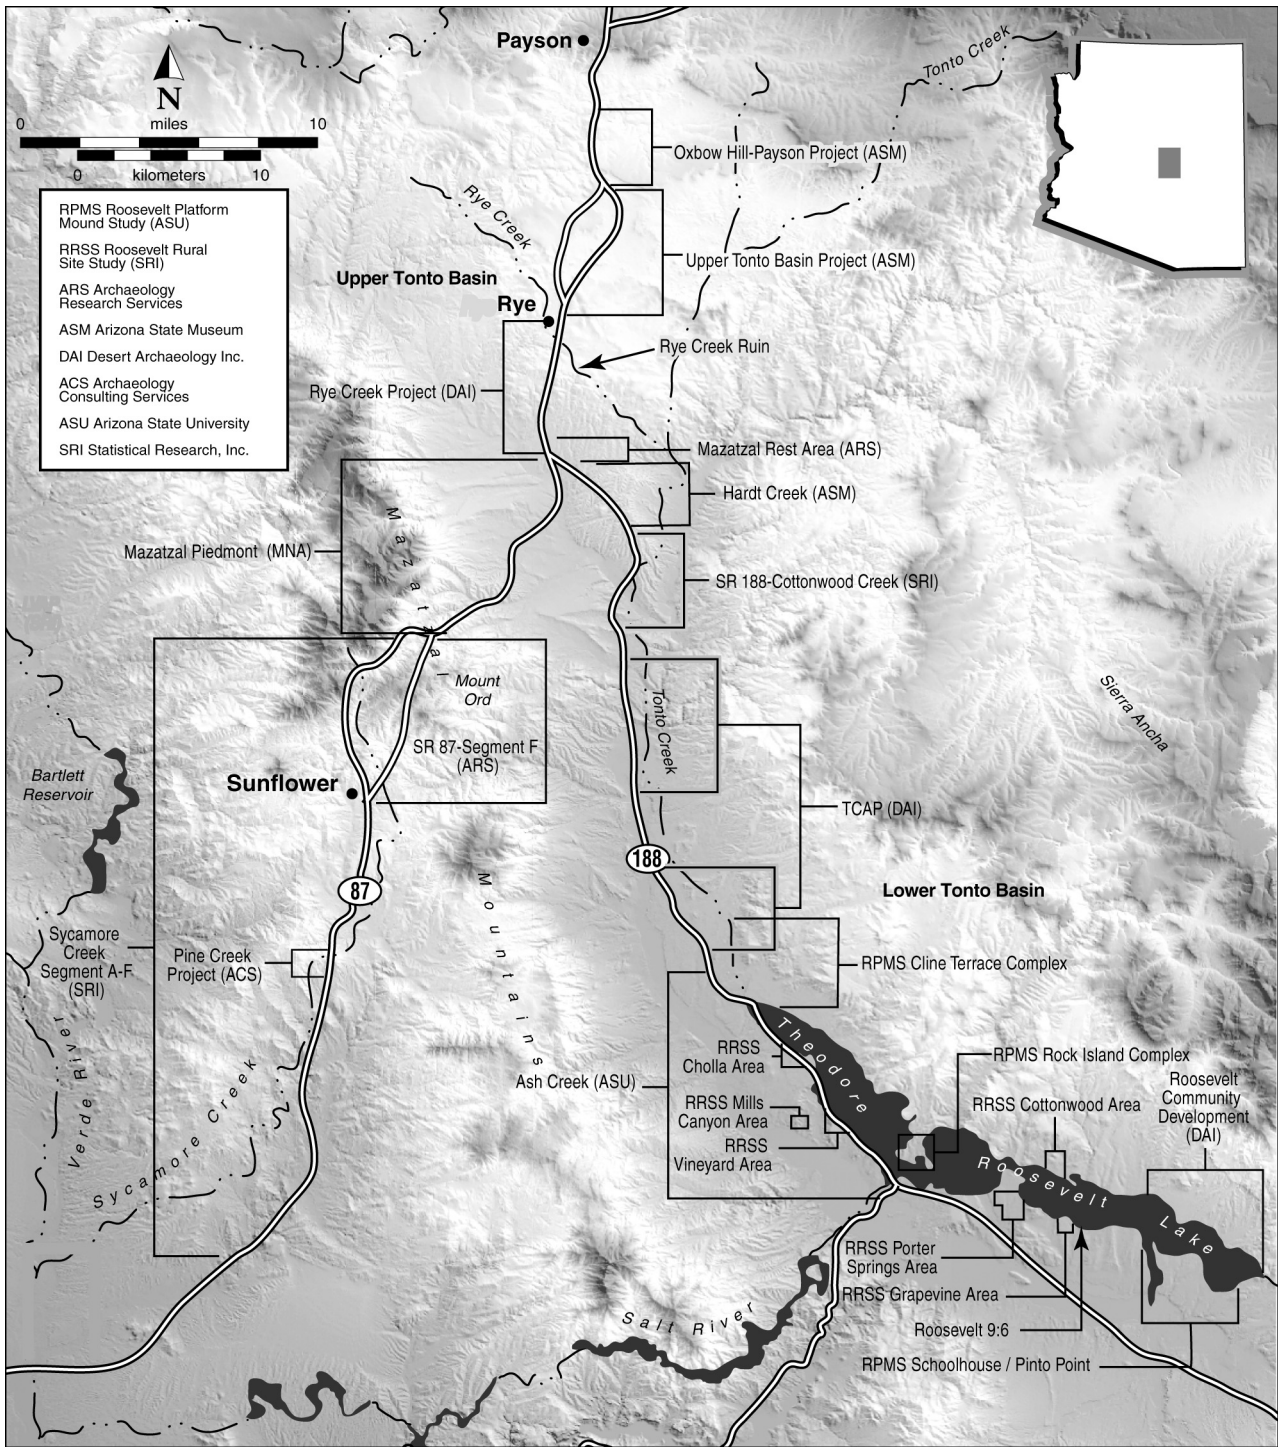 Payson
Tonto Creek
N
0 miles 10
0 kilometers 10
Oxbow Hill-Payson Project (ASM)
RPMS Roosevelt Platform
Mound Study (ASU)
RRSS Roosevelt Rural
Site Study (SRI)
ARS Archaeology
Research Services
ASM Arizona State Museum
DAI Desert Archaeology Inc.
ACS Archaeology
Consulting Services
ASU Arizona State University
SRI Statistical Research, Inc.
Rye Creek
Upper Tonto Basin Project (ASM)
Upper Tonto Basin
Rye
Rye Creek Ruin
Rye Creek Project (DAI)
Mazatzal Rest Area (ARS)
Hardt Creek (ASM)
Mazatzal Piedmont (MNA)
SR 188-Cottonwood Creek (SRI)
Mazatzal
Mount
Ord
SR 87-Segment F
(ARS)
Tonto Creek
Sierra Ancha
Bartlett
Reservoir
Sunflower
TCAP (DAI)
188
87
Lower Tonto Basin
Mountains
Sycamore
Creek
Segment A-F
(SRI)
Pine Creek
Project (ACS)
RPMS Cline Terrace Complex
Verde River
Sycamore Creek
Theodore
RRSS
Cholla Area
Ash Creek (ASU)
RPMS Rock Island Complex
Roosevelt
Community
Development
(DAI)
RRSS Cottonwood Area
RRSS Mills
Canyon Area
RRSS
Vineyard Area
Roosevelt
Lake
RRSS Porter
Springs Area
RRSS Grapevine Area
Salt River
Roosevelt 9:6
RPMS Schoolhouse / Pinto Point